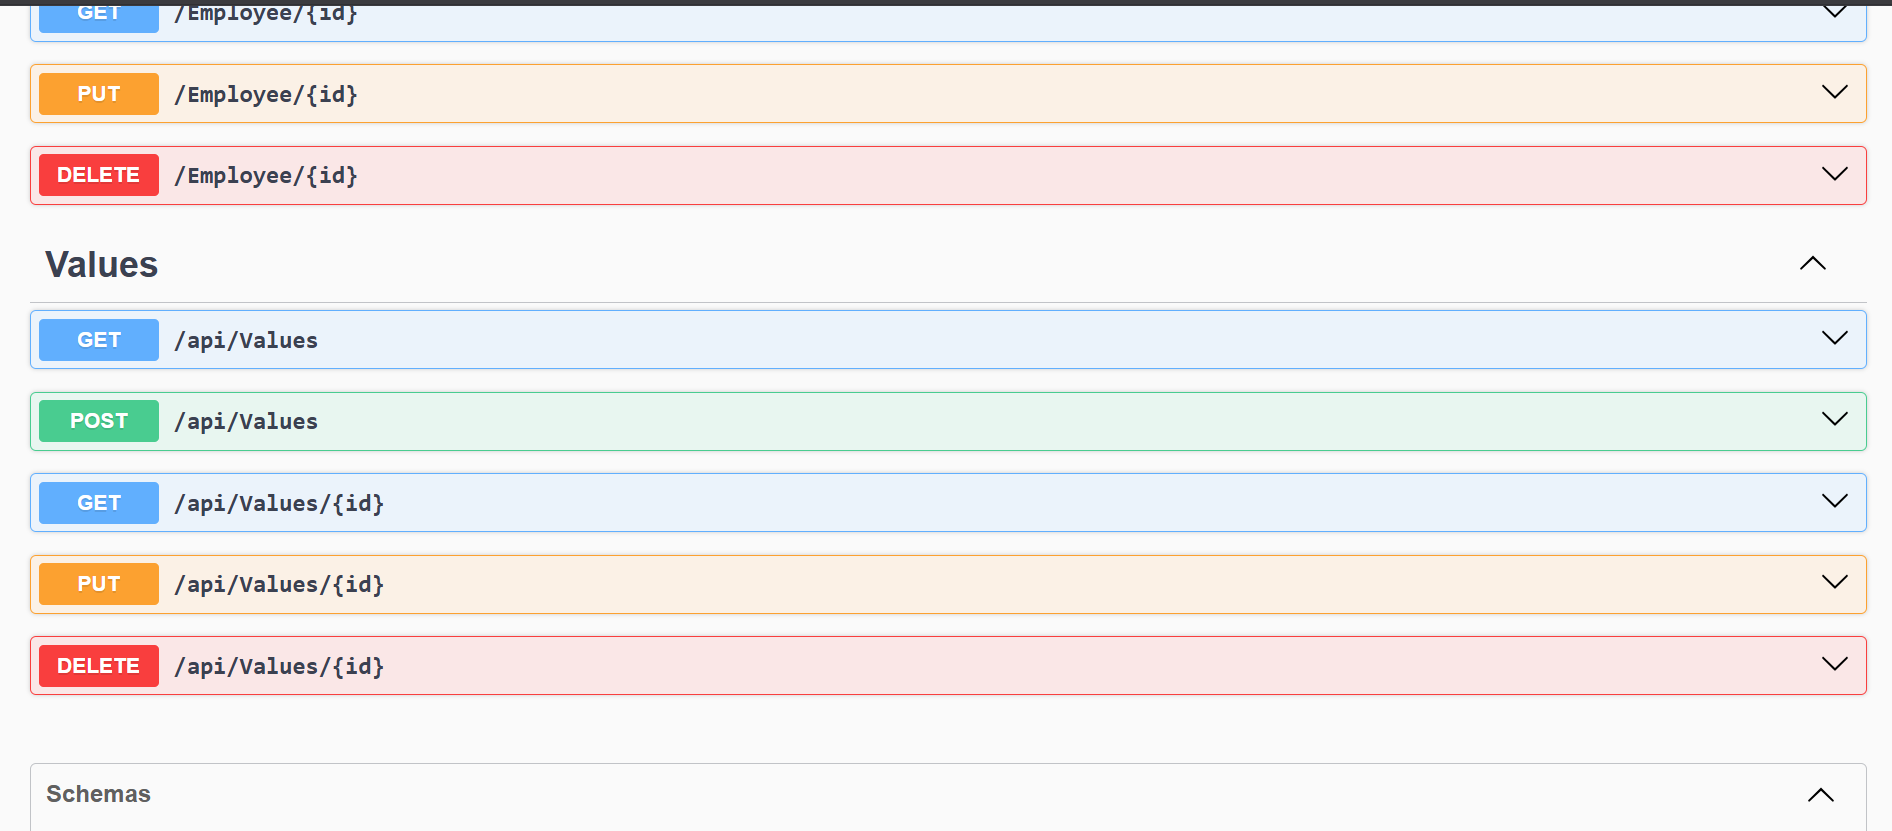 GET /Employee/{id}
PUT /Employee/{id}
DELETE /Employee/{id}
Values
GET /api/Values
POST /api/Values
GET /api/Values/{id}
PUT /api/Values/{id}
DELETE /api/Values/{id}
Schemas